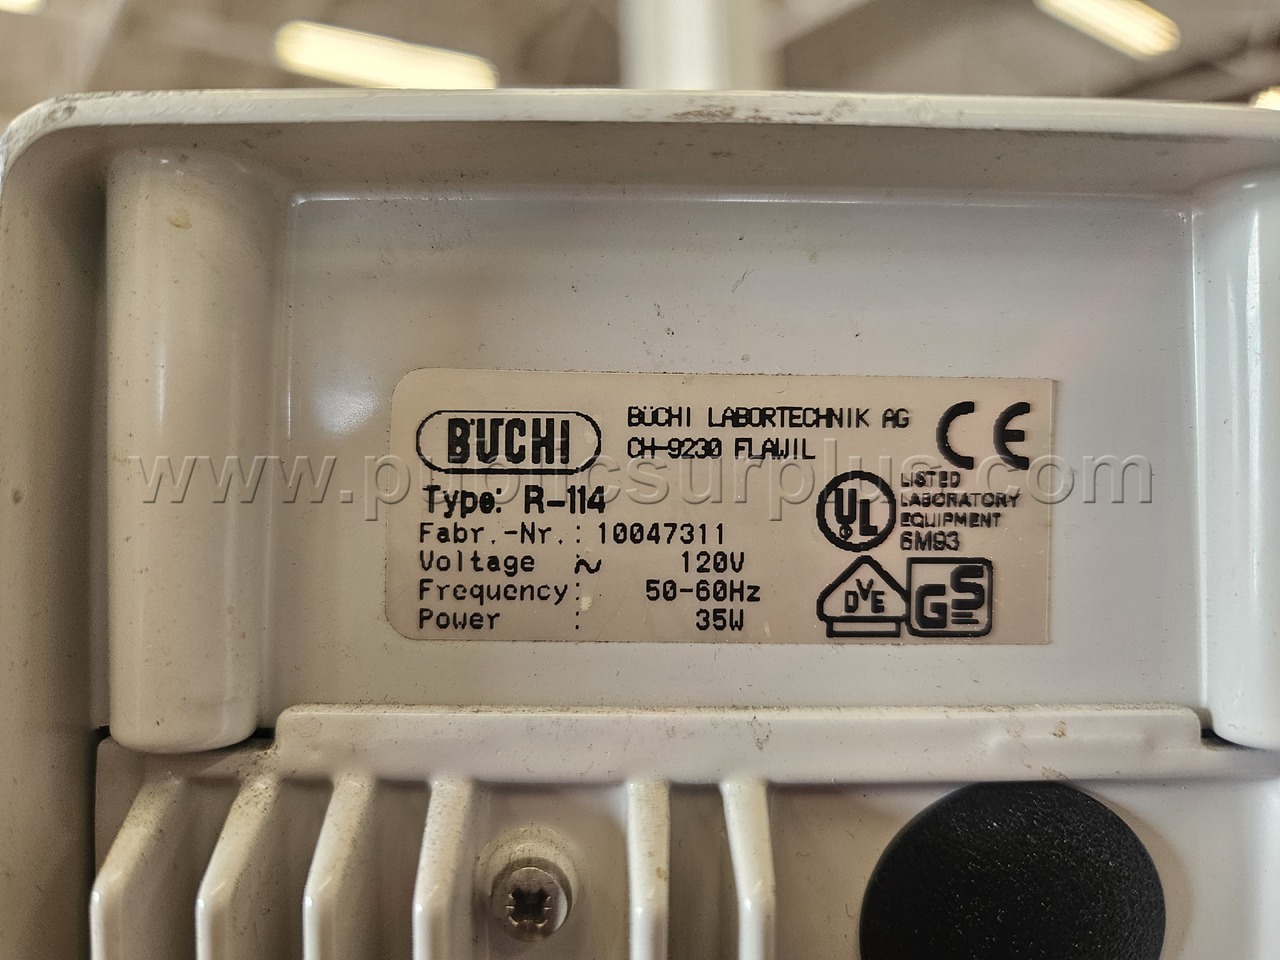 BÜCHI
BÜCHI LABORTECHNIK AG
CH-9230 FLAWIL
CE
Type: R-114
Fabr.-Nr.: 10047311
Voltage ~ 120V
Frequency: 50-60Hz
Power : 35W
UL
LISTED
LABORATORY
EQUIPMENT
6M93
DVE
GS
www.publicsurplus.com